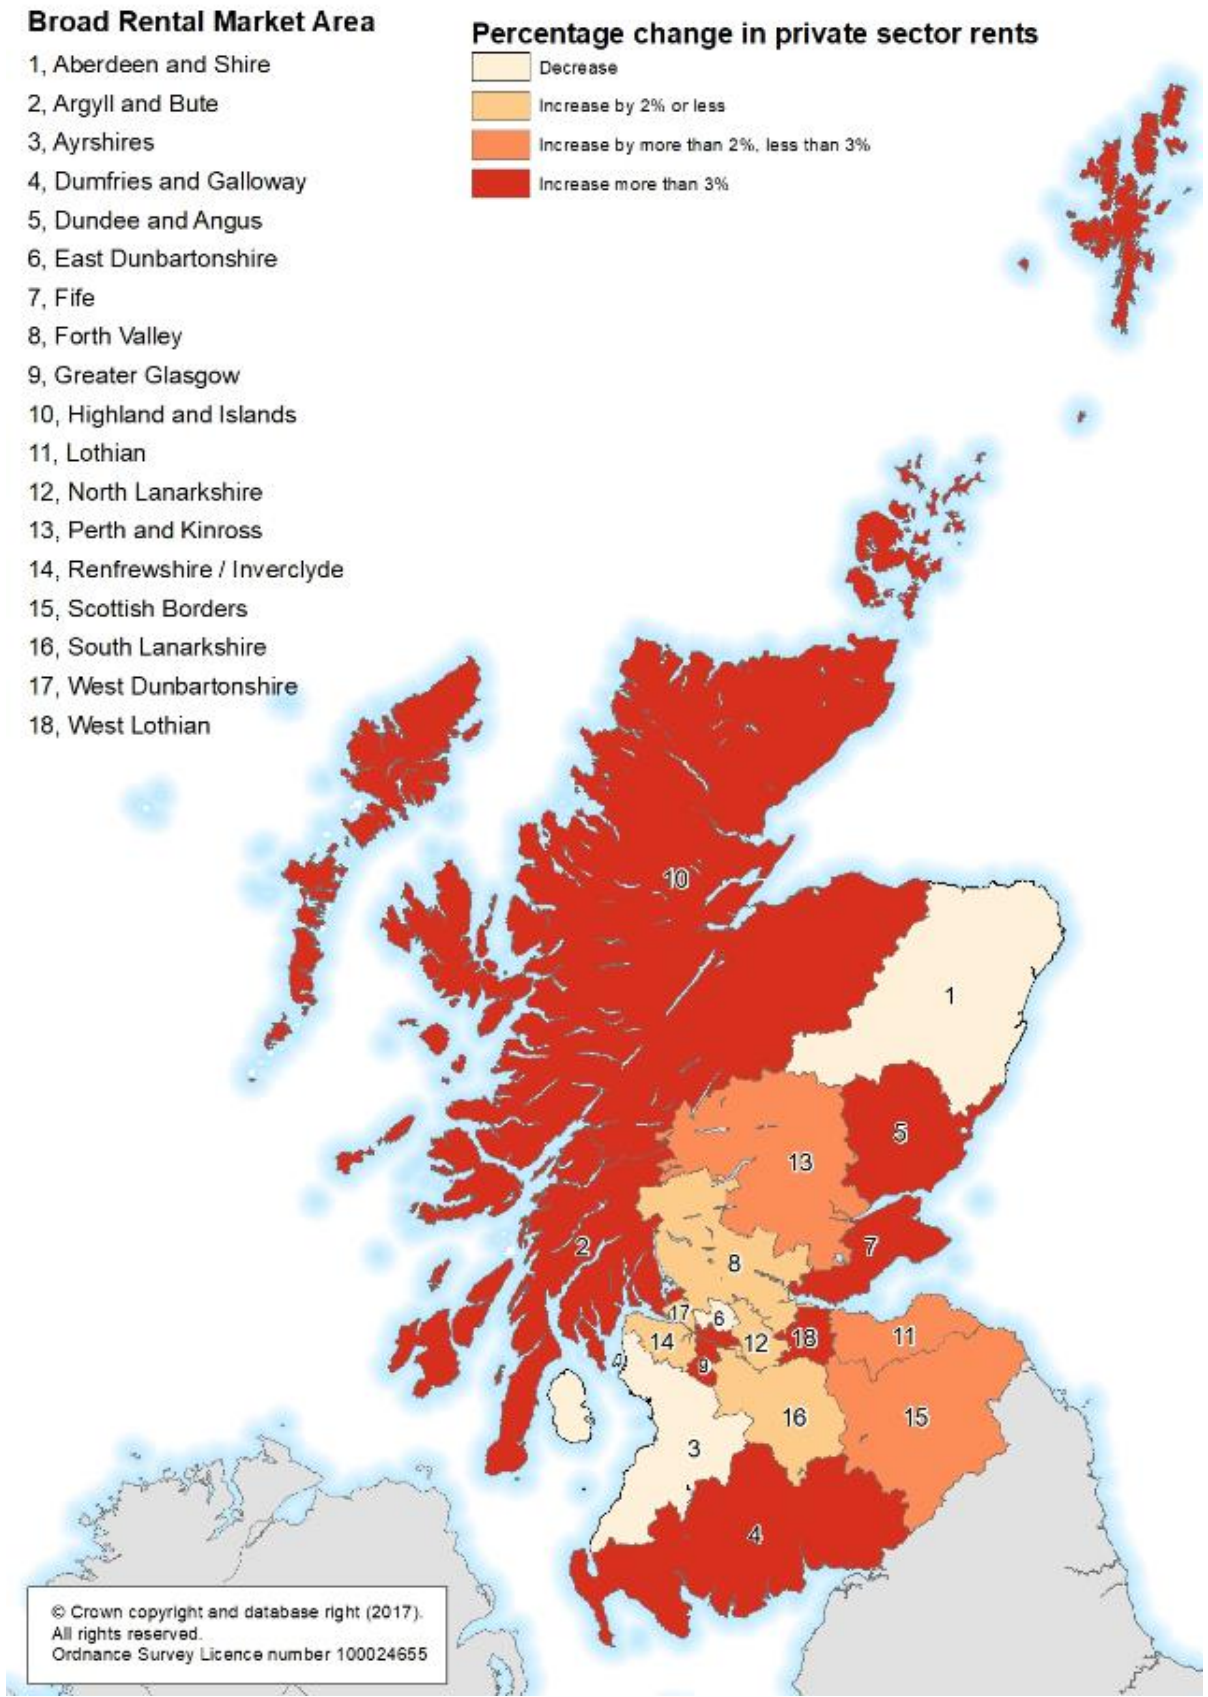 Broad Rental Market Area
1, Aberdeen and Shire
2, Argyll and Bute
3, Ayrshires
4, Dumfries and Galloway
5, Dundee and Angus
6, East Dunbartonshire
7, Fife
8, Forth Valley
9, Greater Glasgow
10, Highland and Islands
11, Lothian
12, North Lanarkshire
13, Perth and Kinross
14, Renfrewshire / Inverclyde
15, Scottish Borders
16, South Lanarkshire
17, West Dunbartonshire
18, West Lothian
Percentage change in private sector rents
Decrease
Increase by 2% or less
Increase by more than 2%, less than 3%
Increase more than 3%
10
1
5
13
2
7
8
17
6
14
12
18
11
9
16
15
3
4
© Crown copyright and database right (2017).
All rights reserved.
Ordnance Survey Licence number 100024655